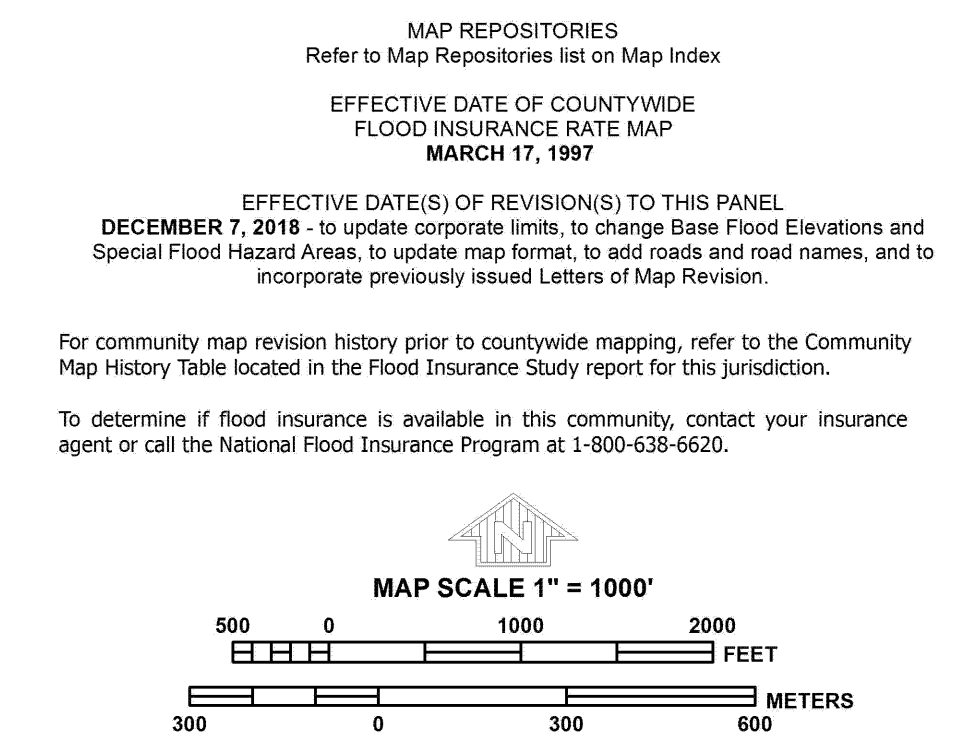 MAP REPOSITORIES
Refer to Map Repositories list on Map Index
EFFECTIVE DATE OF COUNTYWIDE
FLOOD INSURANCE RATE MAP
MARCH 17, 1997
EFFECTIVE DATE(S) OF REVISION(S) TO THIS PANEL
DECEMBER 7, 2018 - to update corporate limits, to change Base Flood Elevations and
Special Flood Hazard Areas, to update map format, to add roads and road names, and to
incorporate previously issued Letters of Map Revision.
For community map revision history prior to countywide mapping, refer to the Community
Map History Table located in the Flood Insurance Study report for this jurisdiction.
To determine if flood insurance is available in this community, contact your insurance
agent or call the National Flood Insurance Program at 1-800-638-6620.
N
MAP SCALE 1" = 1000'
500 0 1000 2000
FEET
METERS
300 0 300 600